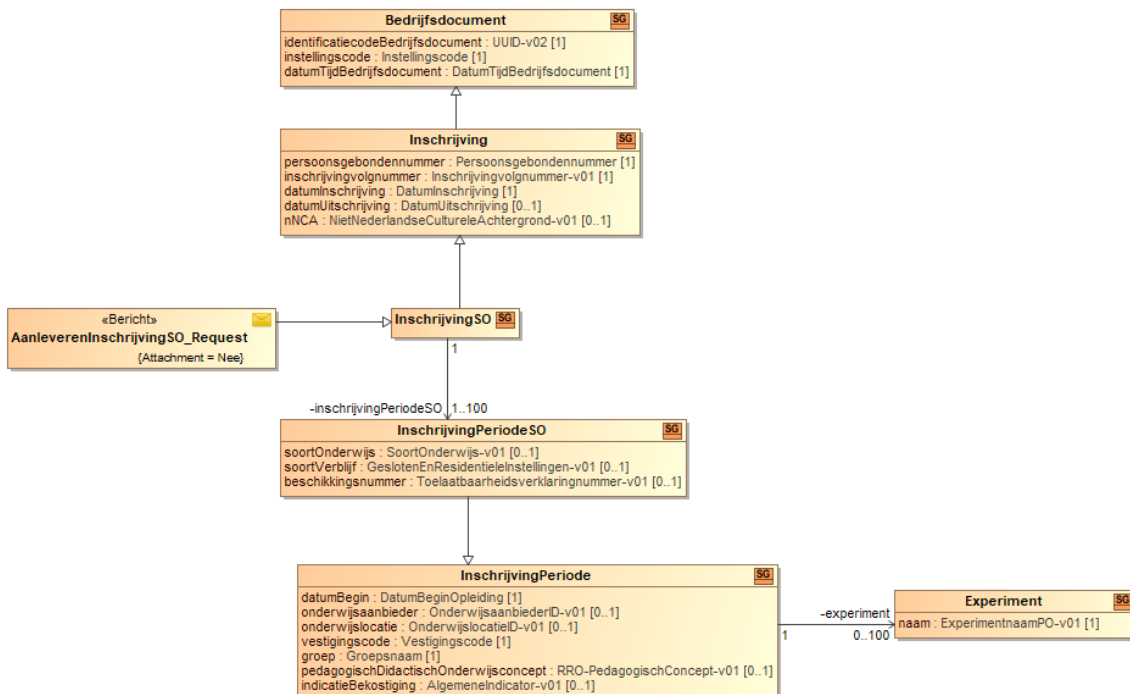 Bedrijfsdocument SG
identificatiecodeBedrijfsdocument : UUID-v02 [1]
instellingscode : Instellingscode [1]
datumTijdBedrijfsdocument : DatumTijdBedrijfsdocument [1]
Inschrijving SG
persoonsgebondennummer : Persoonsgebondennummer [1]
inschrijvingvolgnummer : Inschrijvingvolgnummer-v01 [1]
datumInschrijving : DatumInschrijving [1]
datumUitschrijving : DatumUitschrijving [0..1]
nNCA : NietNederlandseCultureleAchtergrond-v01 [0..1]
«Bericht»
AanleverenInschrijvingSO_Request
{Attachment = Nee}
InschrijvingSO SG
1
-inschrijvingPeriodeSO 1..100
InschrijvingPeriodeSO SG
soortOnderwijs : SoortOnderwijs-v01 [0..1]
soortVerblijf : GeslotenEnResidentieleInstellingen-v01 [0..1]
beschikkingsnummer : Toelaatbaarheidsverklaringnummer-v01 [0..1]
InschrijvingPeriode SG
datumBegin : DatumBeginOpleiding [1]
onderwijsaanbieder : OnderwijsaanbiederID-v01 [0..1]
onderwijslocatie : OnderwijslocatieID-v01 [0..1]
vestigingscode : Vestigingscode [1]
groep : Groepsnaam [1]
pedagogischDidactischOnderwijsconcept : RRO-PedagogischConcept-v01 [0..1]
indicatieBekostiging : AlgemeneIndicator-v01 [0..1]
-experiment
1 0..100
Experiment SG
naam : ExperimentnaamPO-v01 [1]